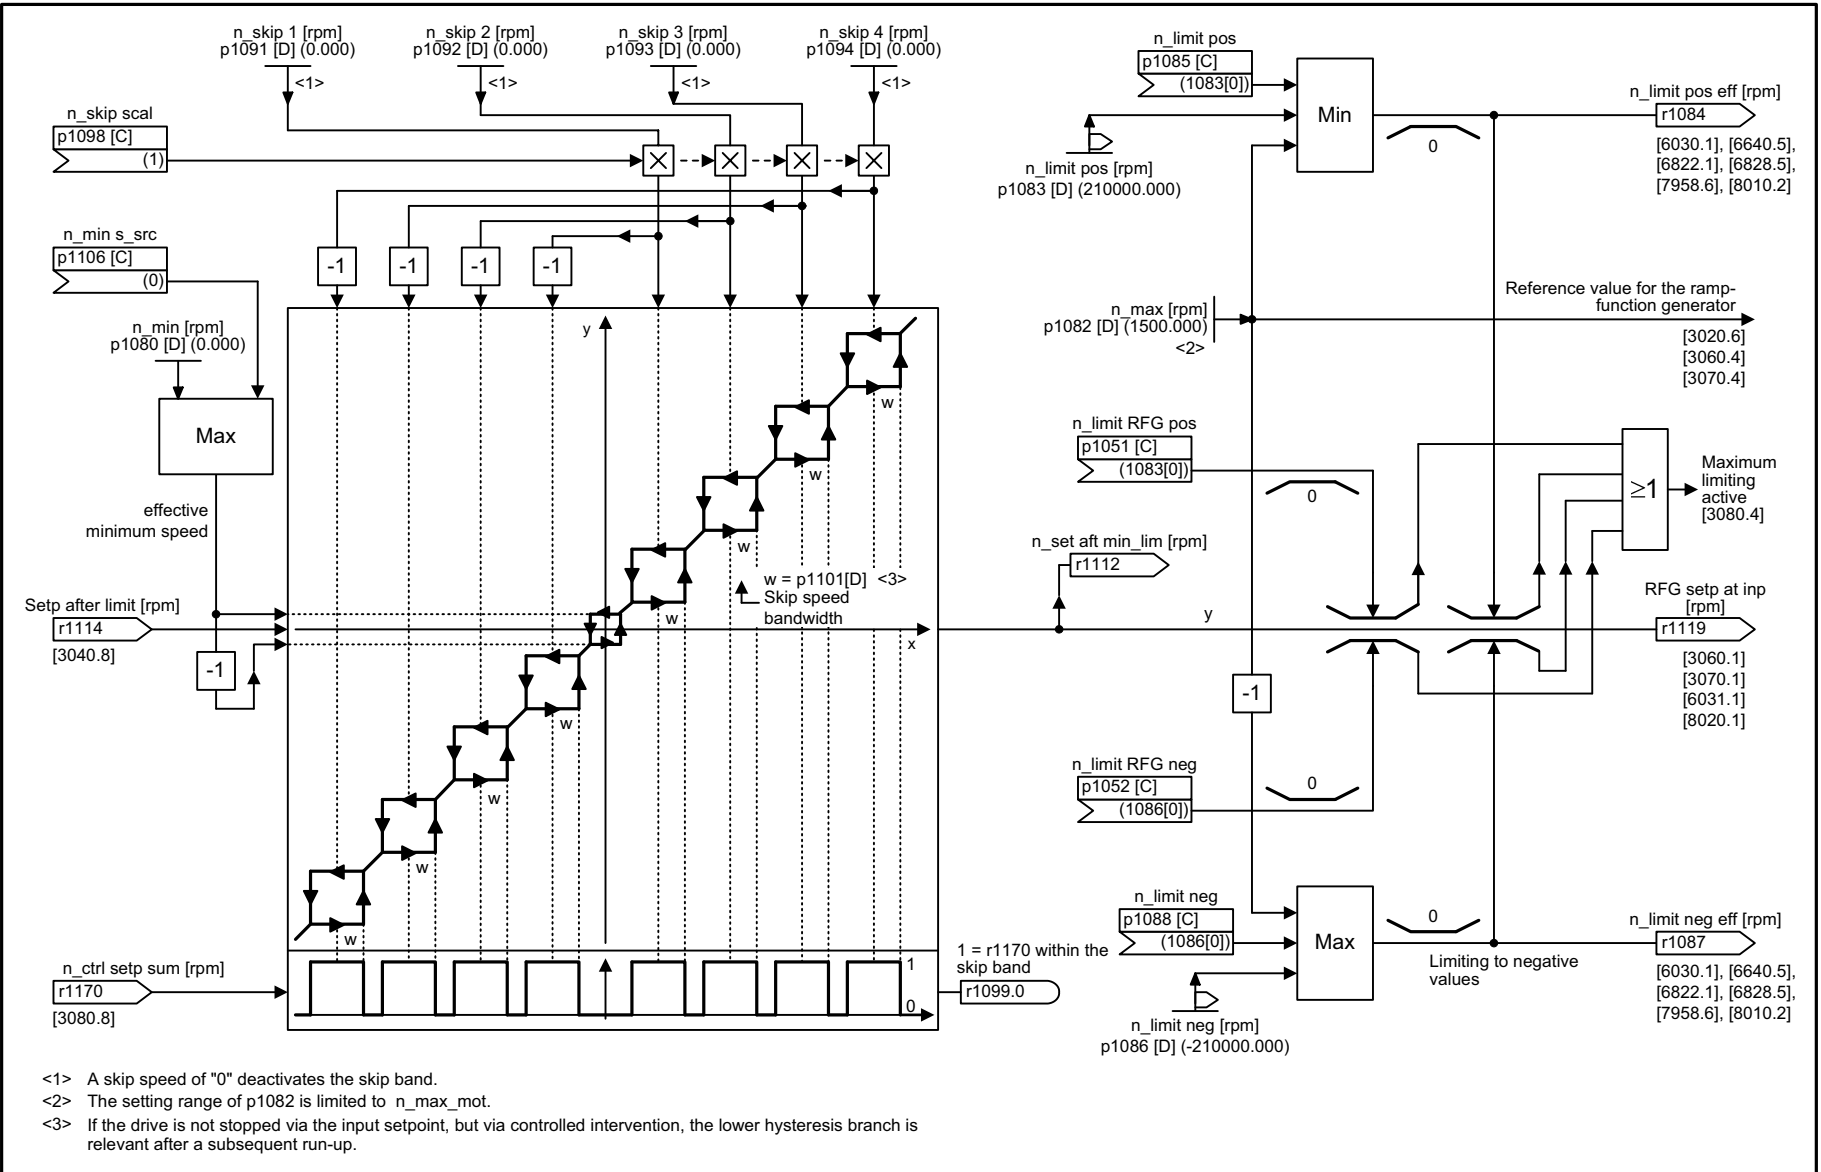 n_skip 1 [rpm]
p1091 [D] (0.000)
<1>
n_skip 2 [rpm]
p1092 [D] (0.000)
<1>
n_skip 3 [rpm]
p1093 [D] (0.000)
<1>
n_skip 4 [rpm]
p1094 [D] (0.000)
<1>
n_skip scal
p1098 [C]
(1)
n_min s_src
p1106 [C]
(0)
n_min [rpm]
p1080 [D] (0.000)
Max
effective
minimum speed
Setp after limit [rpm]
r1114
[3040.8]
-1
-1
-1
-1
-1
y
x
w
w
w
w
w
w
w
w
w = p1101[D] <3>
Skip speed
bandwidth
n_ctrl setp sum [rpm]
r1170
[3080.8]
1
0
1 = r1170 within the
skip band
r1099.0
n_limit pos
p1085 [C]
(1083[0])
n_limit pos [rpm]
p1083 [D] (210000.000)
Min
0
n_limit pos eff [rpm]
r1084
[6030.1], [6640.5],
[6822.1], [6828.5],
[7958.6], [8010.2]
n_max [rpm]
p1082 [D] (1500.000)
<2>
Reference value for the ramp-
function generator
[3020.6]
[3060.4]
[3070.4]
n_limit RFG pos
p1051 [C]
(1083[0])
0
≥1
Maximum
limiting
active
[3080.4]
n_set aft min_lim [rpm]
r1112
y
RFG setp at inp
[rpm]
r1119
[3060.1]
[3070.1]
[6031.1]
[8020.1]
-1
n_limit RFG neg
p1052 [C]
(1086[0])
0
n_limit neg
p1088 [C]
(1086[0])
n_limit neg [rpm]
p1086 [D] (-210000.000)
Max
0
Limiting to negative
values
n_limit neg eff [rpm]
r1087
[6030.1], [6640.5],
[6822.1], [6828.5],
[7958.6], [8010.2]
<1> A skip speed of "0" deactivates the skip band.
<2> The setting range of p1082 is limited to n_max_mot.
<3> If the drive is not stopped via the input setpoint, but via controlled intervention, the lower hysteresis branch is
relevant after a subsequent run-up.